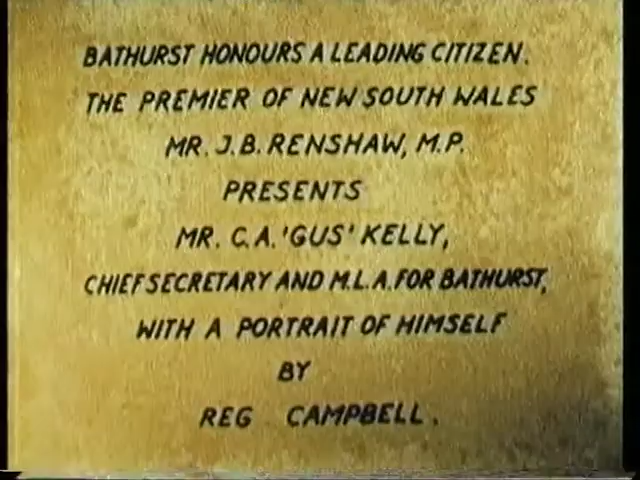 BATHURST HONOURS A LEADING CITIZEN.
THE PREMIER OF NEW SOUTH WALES
MR. J.B. RENSHAW, M.P.
PRESENTS
MR. C.A. 'GUS' KELLY,
CHIEF SECRETARY AND M.L.A. FOR BATHURST,
WITH A PORTRAIT OF HIMSELF
BY
REG CAMPBELL.